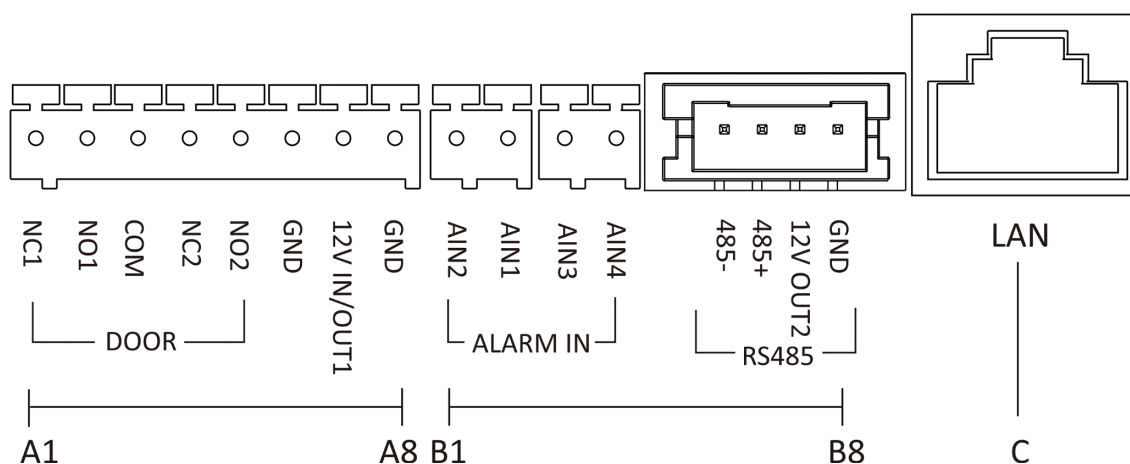 NC1
NO1
COM
NC2
NO2
GND
12V IN/OUT1
GND
AIN2
AIN1
AIN3
AIN4
485-
485+
12V OUT2
GND
LAN
DOOR
ALARM IN
RS485
A1
A8
B1
B8
C